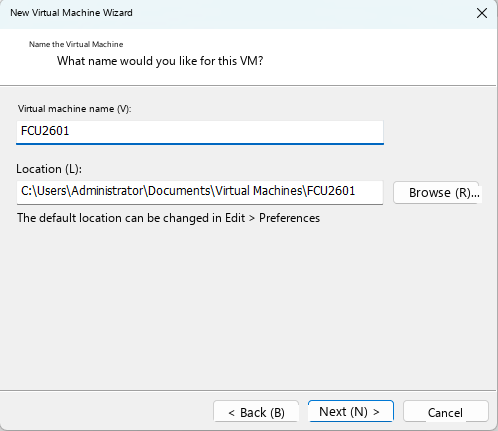 New Virtual Machine Wizard
Name the Virtual Machine
What name would you like for this VM?
Virtual machine name (V):
FCU2601
Location (L):
C:\Users\Administrator\Documents\Virtual Machines\FCU2601
Browse (R)...
The default location can be changed in Edit > Preferences
< Back (B)
Next (N) >
Cancel